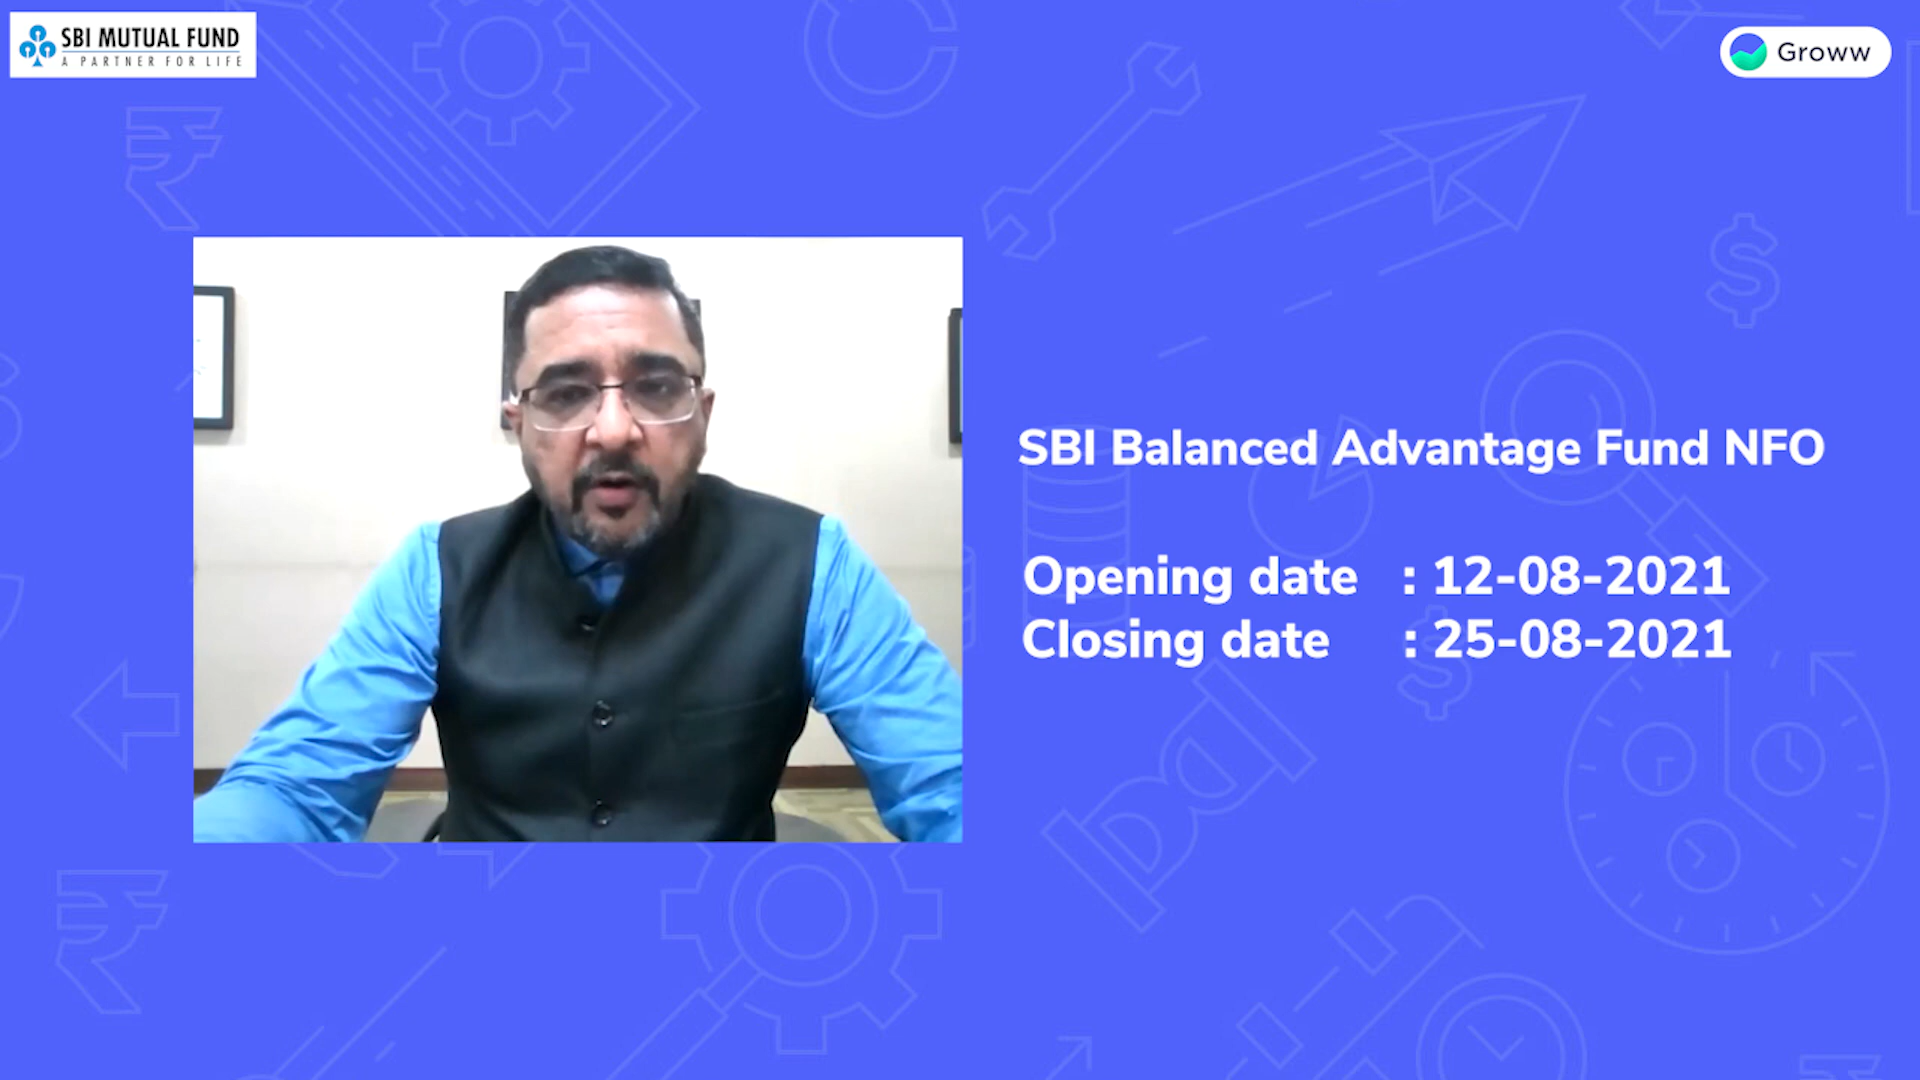 SBI MUTUAL FUND
A PARTNER FOR LIFE
Groww
SBI Balanced Advantage Fund NFO
Opening date : 12-08-2021
Closing date : 25-08-2021